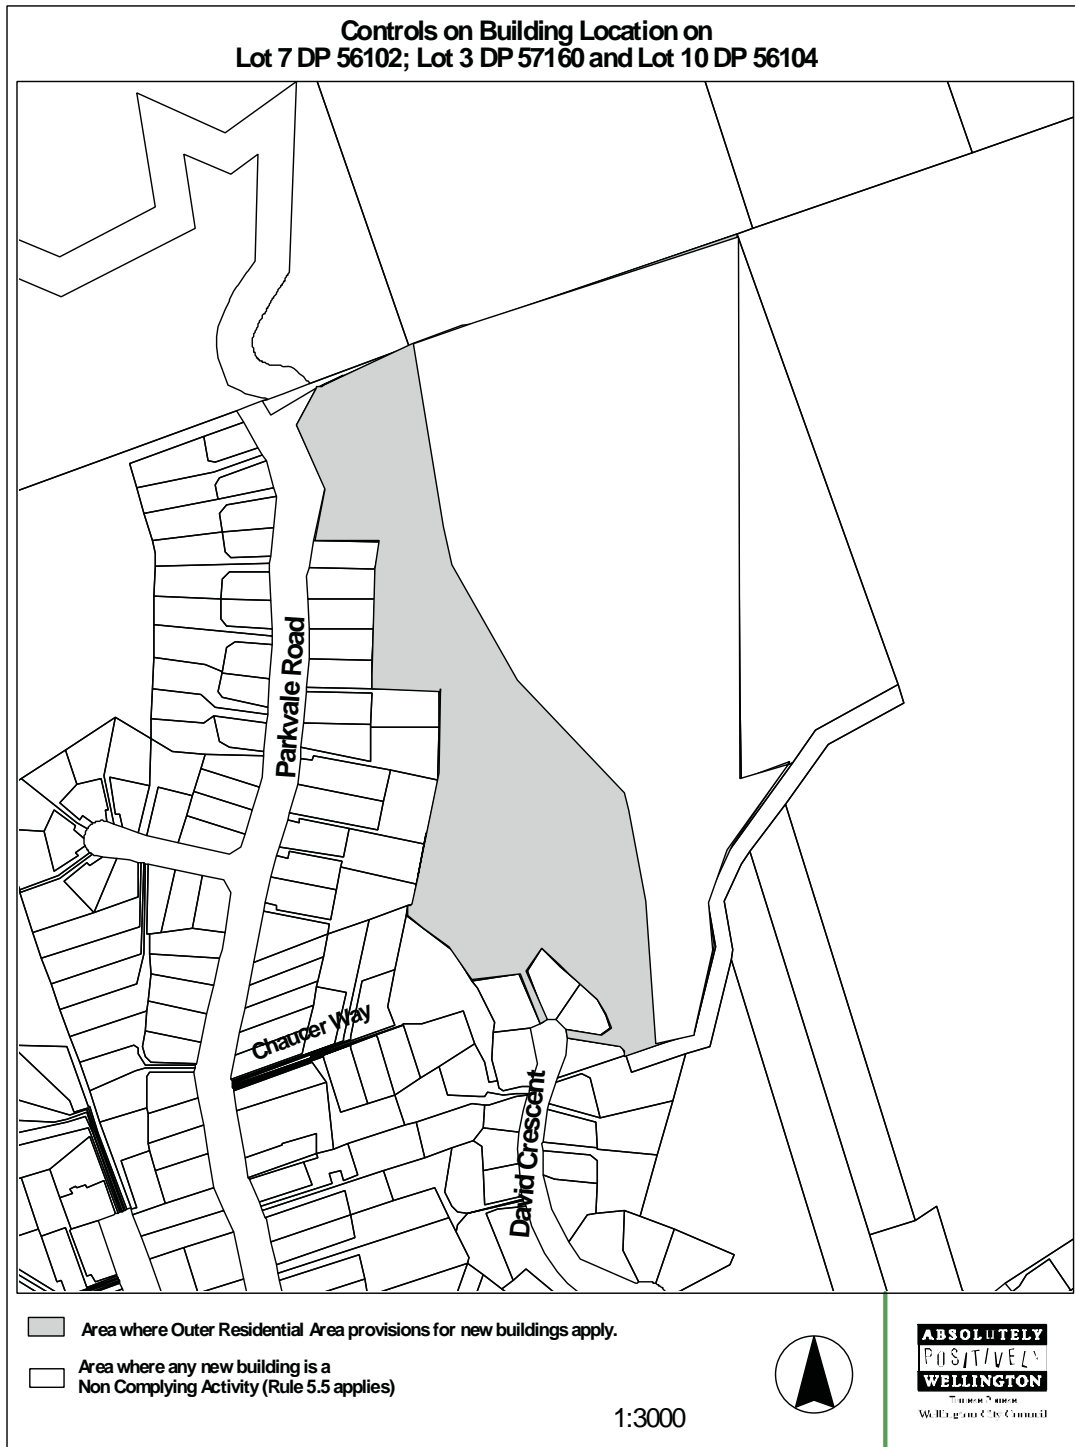 Controls on Building Location on
Lot 7 DP 56102; Lot 3 DP 57160 and Lot 10 DP 56104
Parkvale Road
Chaucer Way
David Crescent
Area where Outer Residential Area provisions for new buildings apply.
Area where any new building is a
Non Complying Activity (Rule 5.5 applies)
1:3000
ABSOLUTELY
POSITIVELY
WELLINGTON
Wellington City Council